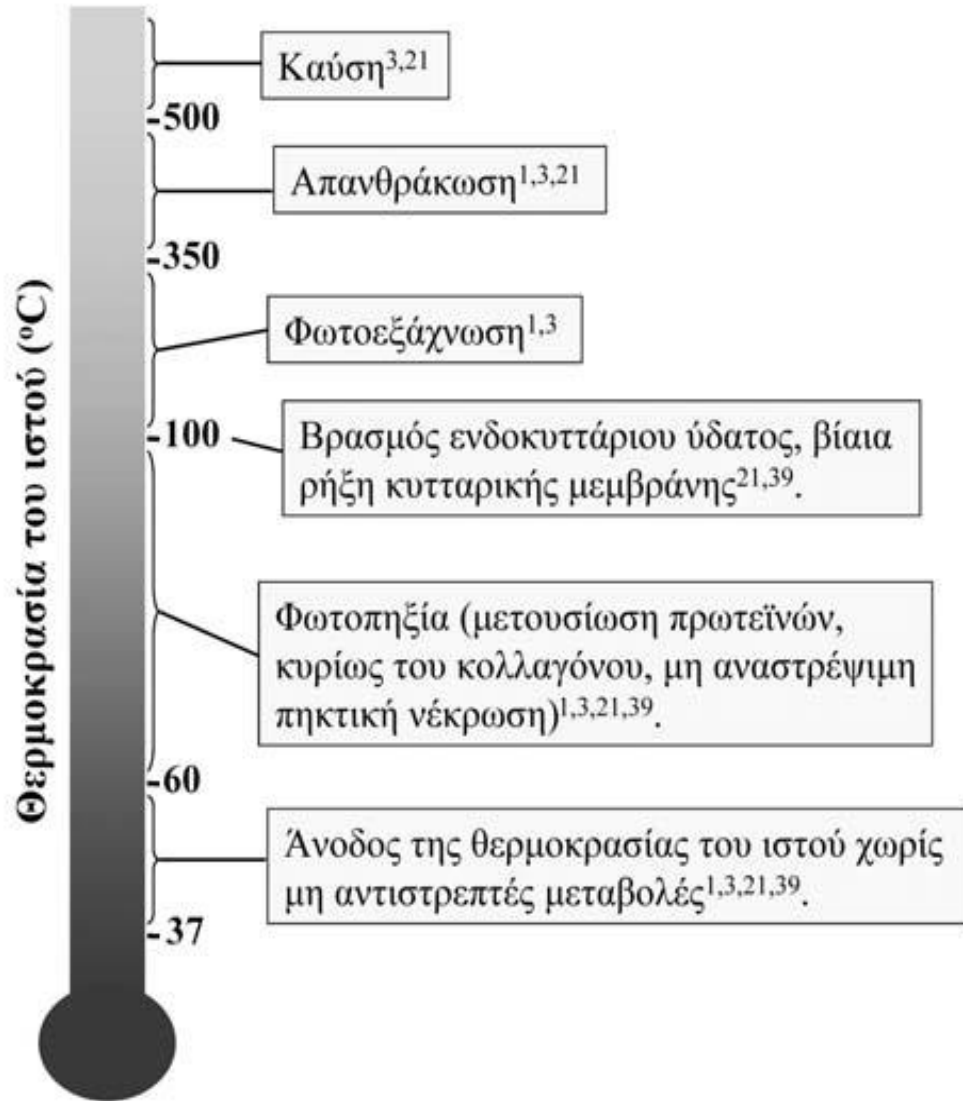 Καύση3,21
-500
Απανθράκωση1,3,21
-350
Φωτοεξάχνωση1,3
-100
Βρασμός ενδοκυττάριου ύδατος, βίαια
ρήξη κυτταρικής μεμβράνης21,39.
Φωτοπηξία (μετουσίωση πρωτεϊνών,
κυρίως του κολλαγόνου, μη αναστρέψιμη
πηκτική νέκρωση)1,3,21,39.
-60
Άνοδος της θερμοκρασίας του ιστού χωρίς
μη αντιστρεπτές μεταβολές1,3,21,39.
-37
Θερμοκρασία του ιστού (οC)